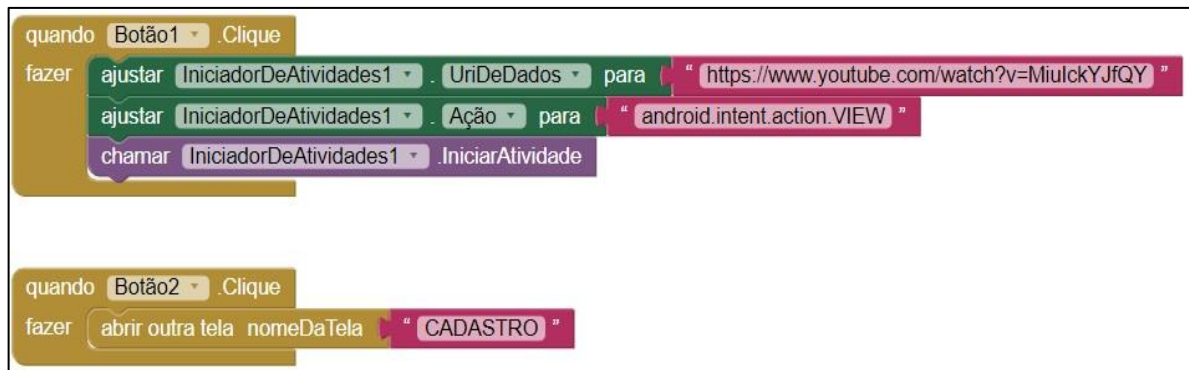 quando Botão1 .Clique
fazer ajustar IniciadorDeAtividades1 . UriDeDados para " https://www.youtube.com/watch?v=MiuIckYJfQY "
ajustar IniciadorDeAtividades1 . Ação para " android.intent.action.VIEW "
chamar IniciadorDeAtividades1 .IniciarAtividade
quando Botão2 .Clique
fazer abrir outra tela nomeDaTela " CADASTRO "